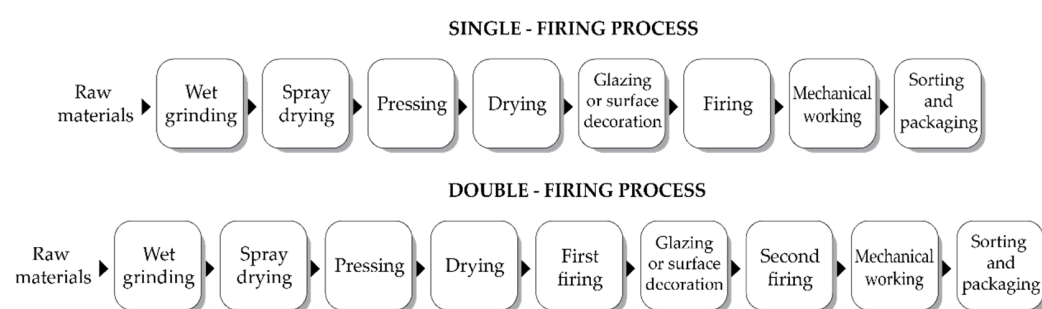 SINGLE - FIRING PROCESS
Raw
materials
Wet
grinding
Spray
drying
Pressing
Drying
Glazing
or surface
decoration
Firing
Mechanical
working
Sorting
and
packaging
DOUBLE - FIRING PROCESS
Raw
materials
Wet
grinding
Spray
drying
Pressing
Drying
First
firing
Glazing
or surface
decoration
Second
firing
Mechanical
working
Sorting
and
packaging